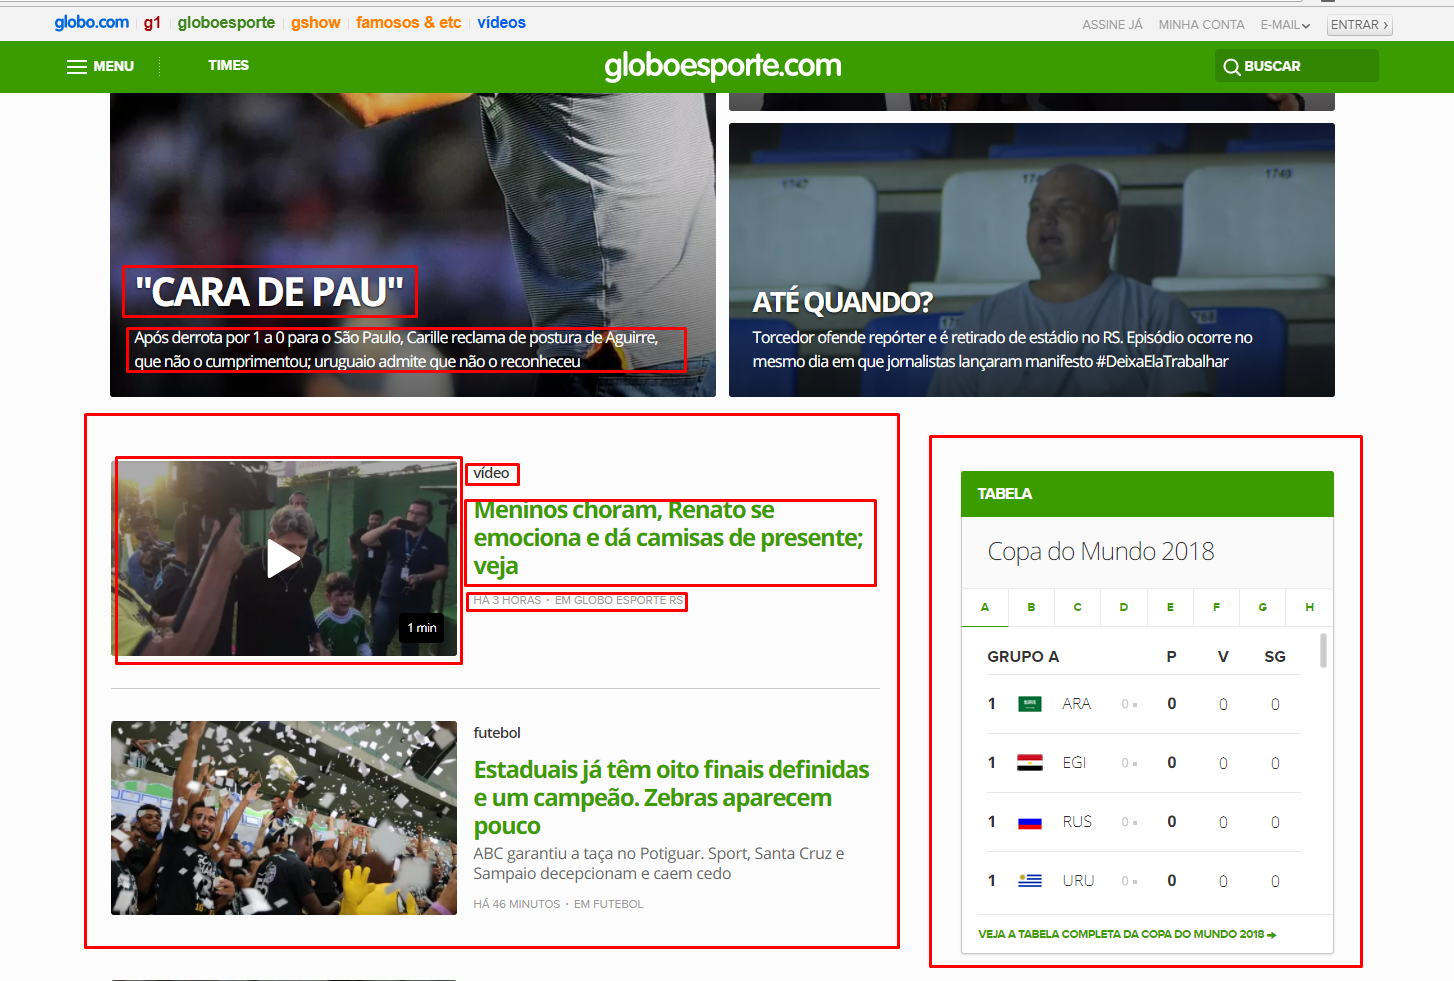 globo.com g1 globoesporte gshow famosos & etc vídeos
ASSINE JÁ MINHA CONTA E-MAIL ENTRAR
MENU TIMES
globoesporte.com
BUSCAR
"CARA DE PAU"
Após derrota por 1 a 0 para o São Paulo, Carille reclama de postura de Aguirre,
que não o cumprimentou; uruguaio admite que não o reconheceu
1747
174
1749
ATÉ QUANDO?
Torcedor ofende repórter e é retirado de estádio no RS. Episódio ocorre no
mesmo dia em que jornalistas lançaram manifesto #DeixaElaTrabalhar
1 min
vídeo
Meninos choram, Renato se
emociona e dá camisas de presente;
veja
HÁ 3 HORAS • EM GLOBO ESPORTE RS
futebol
Estaduais já têm oito finais definidas
e um campeão. Zebras aparecem
pouco
ABC garantiu a taça no Potiguar. Sport, Santa Cruz e
Sampaio decepcionam e caem cedo
HÁ 46 MINUTOS • EM FUTEBOL
TABELA
Copa do Mundo 2018
A B C D E F G H
GRUPO A P V SG
1 ARA 0 0 0 0
1 EGI 0 0 0 0
1 RUS 0 0 0 0
1 URU 0 0 0 0
VEJA A TABELA COMPLETA DA COPA DO MUNDO 2018